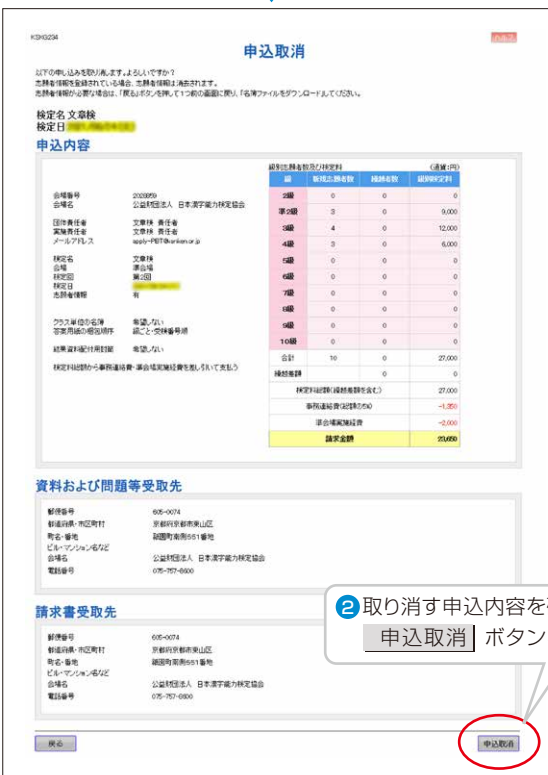 KSKG234
ヘルプ
申込取消
以下の申し込みを取り消します。よろしいですか？
志願者情報を登録されている場合、志願者情報は消去されます。
志願者情報が必要な場合は、「戻る」ボタンを押して1つ前の画面に戻り、「名簿ファイルをダウンロード」してください。
検定名 文章検
検定日
申込内容
級別志願者数及び検定料 (通貨:円)
級 新規志願者数 繰越者数 級別検定料
2級 0 0 0
準2級 3 0 9,000
3級 4 0 12,000
4級 3 0 6,000
5級 0 0 0
6級 0 0 0
7級 0 0 0
8級 0 0 0
9級 0 0 0
10級 0 0 0
合計 10 0 27,000
繰越差額 0 0
検定料総額(繰越差額を含む) 27,000
事務連絡費(総額の5%) -1,350
準会場実施経費 -2,000
請求金額 23,650
会場番号
会場名 公益財団法人 日本漢字能力検定協会
団体責任者 文章検 責任者
実施責任者 文章検 責任者
メールアドレス apply-PBT@kanken.or.jp
検定名 文章検
会場 準会場
検定回 第2回
検定日
志願者情報 有
クラス単位の名簿 希望しない
答案用紙の梱包順序 級ごと・受検番号順
結果資料配付用封筒 希望しない
検定料総額から事務連絡費・準会場実施経費を差し引いて支払う
資料および問題等受取先
郵便番号 605-0074
都道府県・市区町村 京都府京都市東山区
町名・番地 祇園町南側551番地
ビル・マンション名など
会場名 公益財団法人 日本漢字能力検定協会
電話番号 075-757-8600
請求書受取先
郵便番号 605-0074
都道府県・市区町村 京都府京都市東山区
町名・番地 祇園町南側551番地
ビル・マンション名など
会場名 公益財団法人 日本漢字能力検定協会
電話番号 075-757-8600
❷取り消す申込内容を
申込取消 ボタン
戻る
申込取消